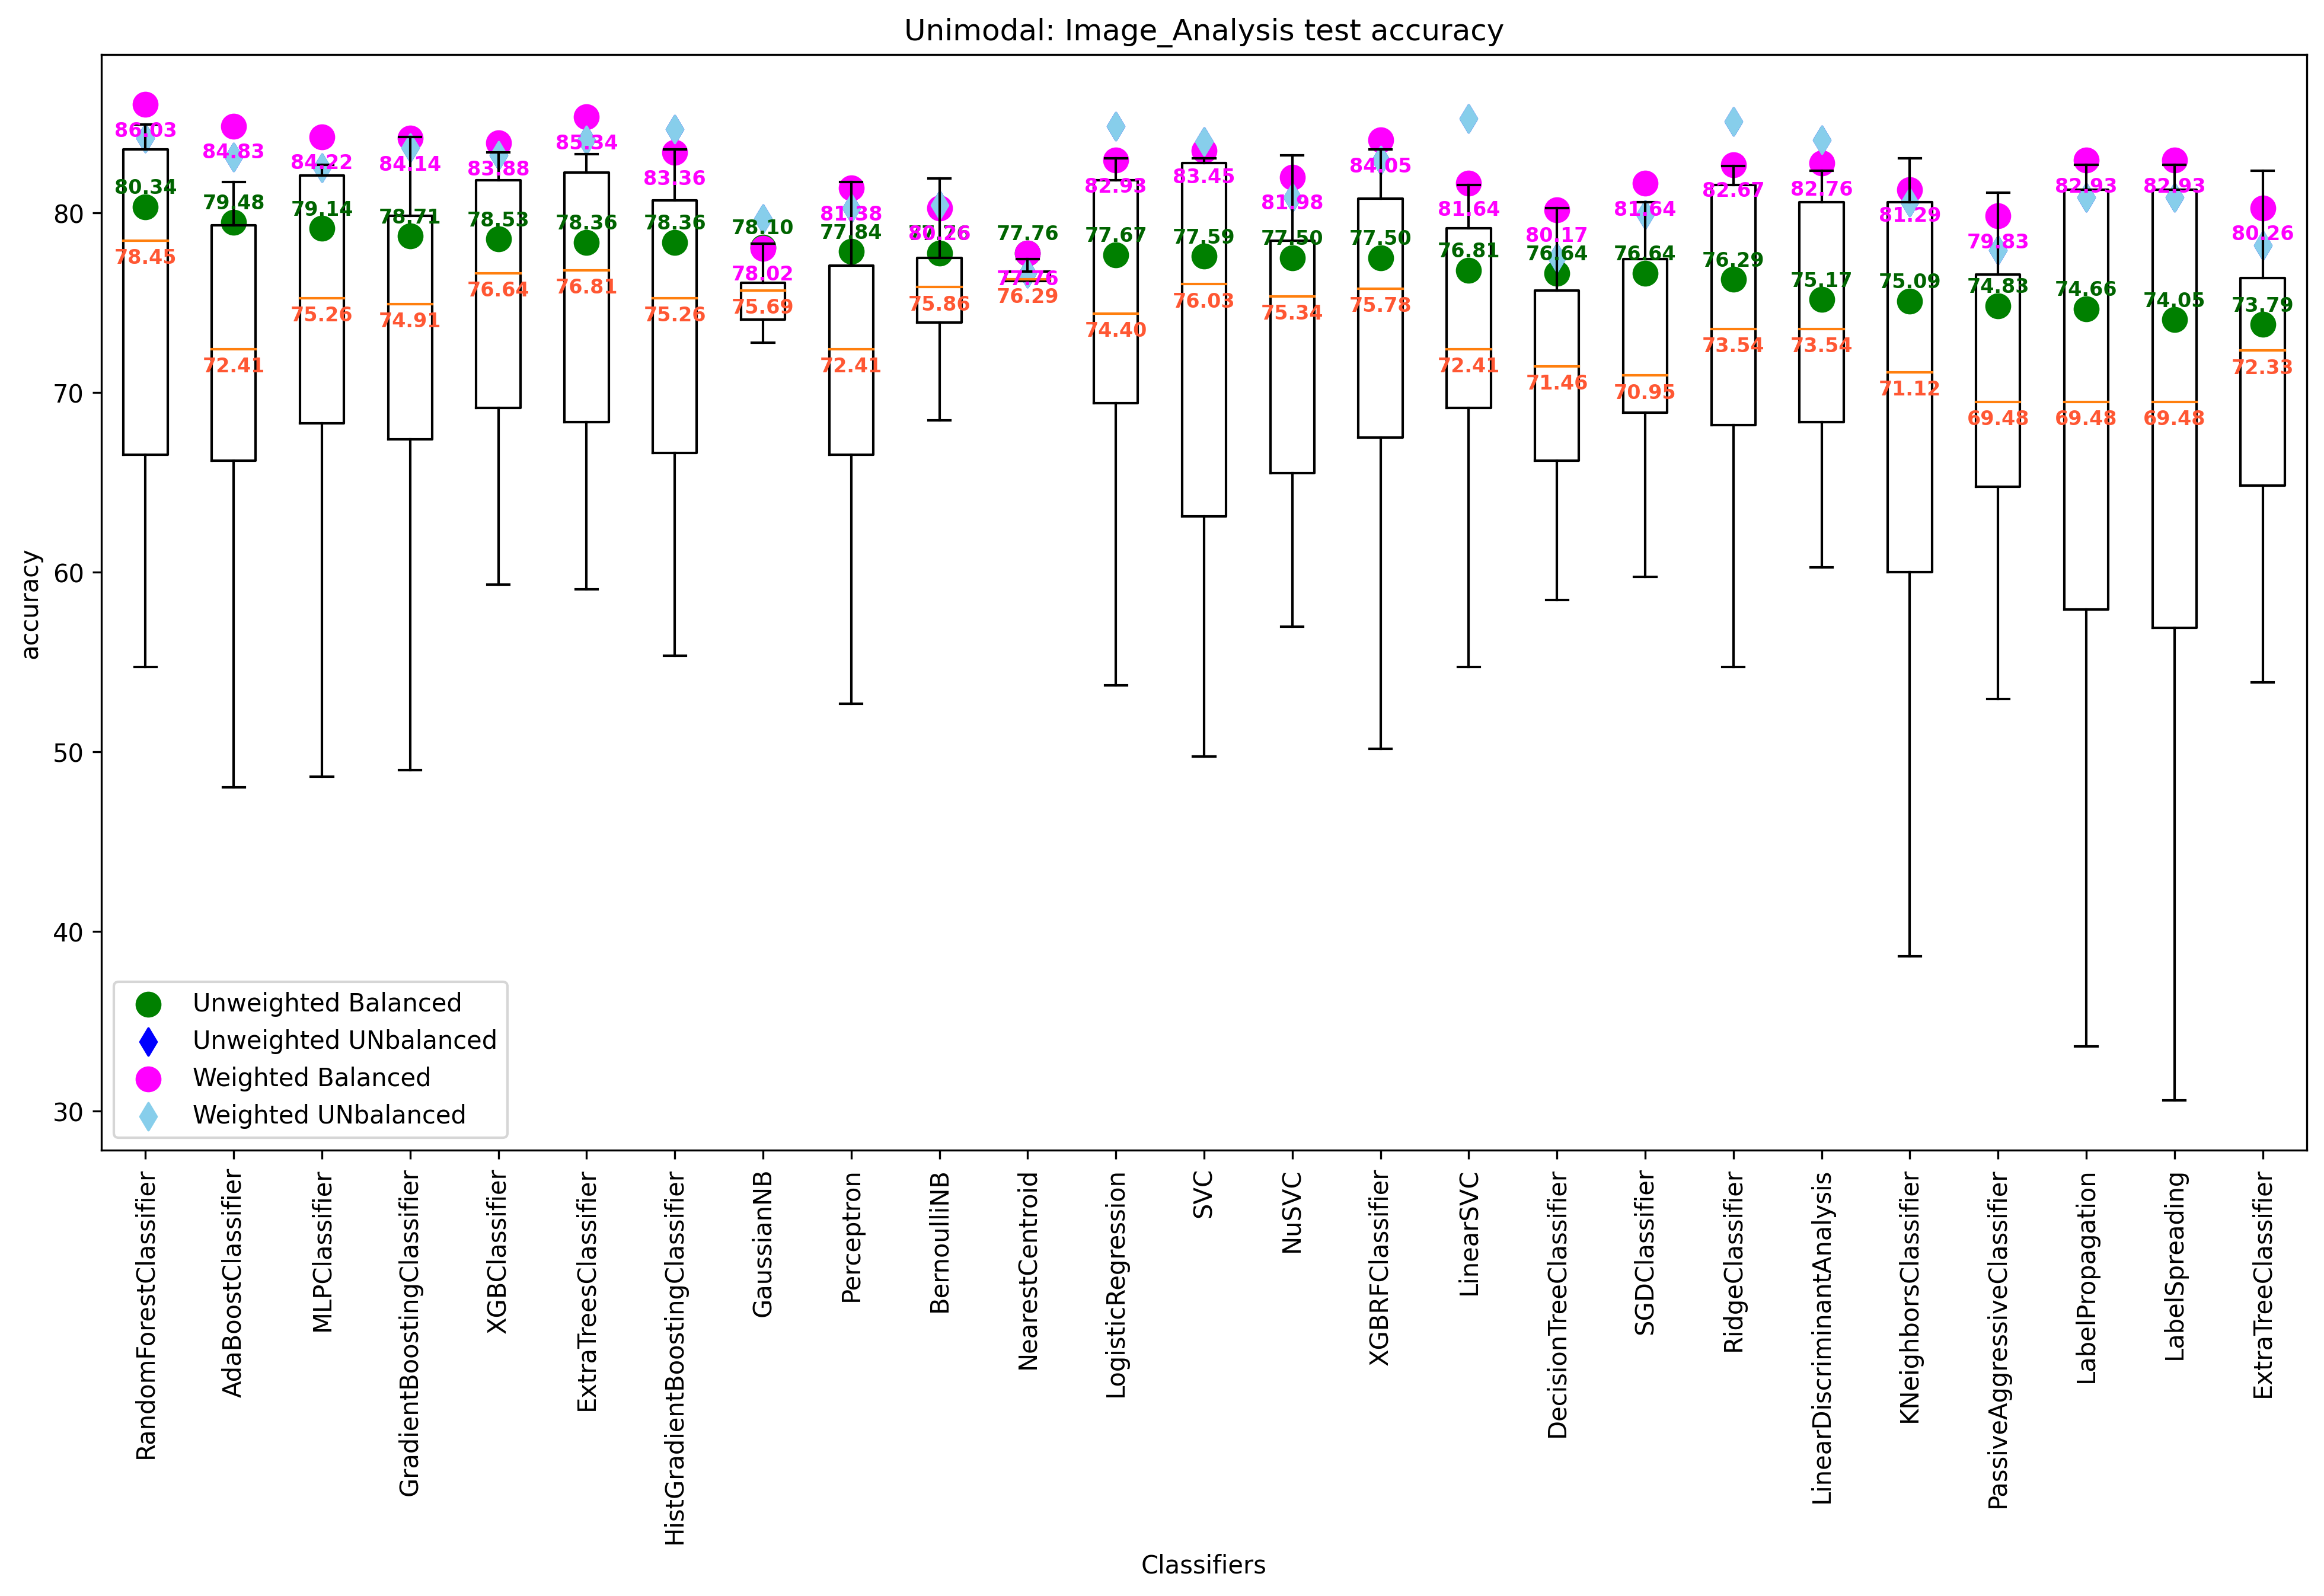 Unimodal: Image_Analysis test accuracy
accuracy
80
70
60
50
40
30
86.03
84.83
84.22
84.14
83.88
85.34
83.36
78.02
81.38
80.26
77.76
82.93
83.45
81.98
84.05
81.64
80.17
81.64
82.67
82.76
81.29
79.83
82.93
82.93
80.26
80.34
79.48
79.14
78.71
78.53
78.36
78.36
78.10
77.84
77.76
77.67
77.59
77.50
77.50
76.81
76.64
76.64
76.29
75.17
75.09
74.83
74.66
74.05
73.79
78.45
72.41
75.26
74.91
76.64
76.81
75.26
75.69
72.41
75.86
76.29
74.40
76.03
75.34
75.78
72.41
71.46
70.95
73.54
73.54
71.12
69.48
69.48
69.48
72.33
Unweighted Balanced
Unweighted UNbalanced
Weighted Balanced
Weighted UNbalanced
RandomForestClassifier
AdaBoostClassifier
MLPClassifier
GradientBoostingClassifier
XGBClassifier
ExtraTreesClassifier
HistGradientBoostingClassifier
GaussianNB
Perceptron
BernoulliNB
NearestCentroid
LogisticRegression
SVC
NuSVC
XGBRFClassifier
LinearSVC
DecisionTreeClassifier
SGDClassifier
RidgeClassifier
LinearDiscriminantAnalysis
KNeighborsClassifier
PassiveAggressiveClassifier
LabelPropagation
LabelSpreading
ExtraTreeClassifier
Classifiers